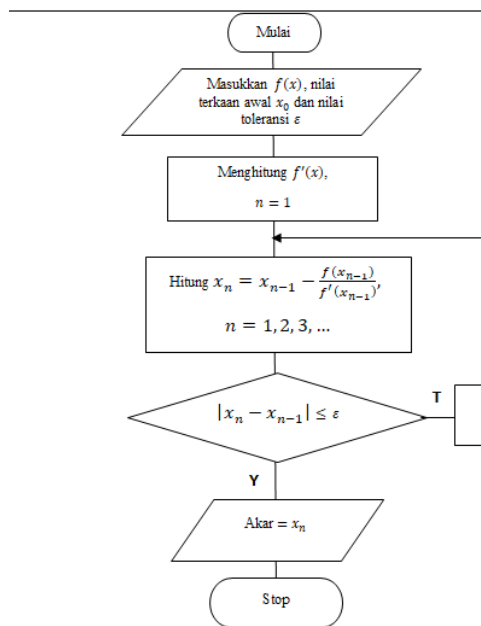 Mulai
Masukkan f(x), nilai
terkaan awal x₀ dan nilai
toleransi ε
Menghitung f'(x),
n = 1
Hitung xₙ = xₙ₋₁ − f(xₙ₋₁)/f'(xₙ₋₁),
n = 1, 2, 3, …
|xₙ − xₙ₋₁| ≤ ε
T
Y
Akar = xₙ
Stop